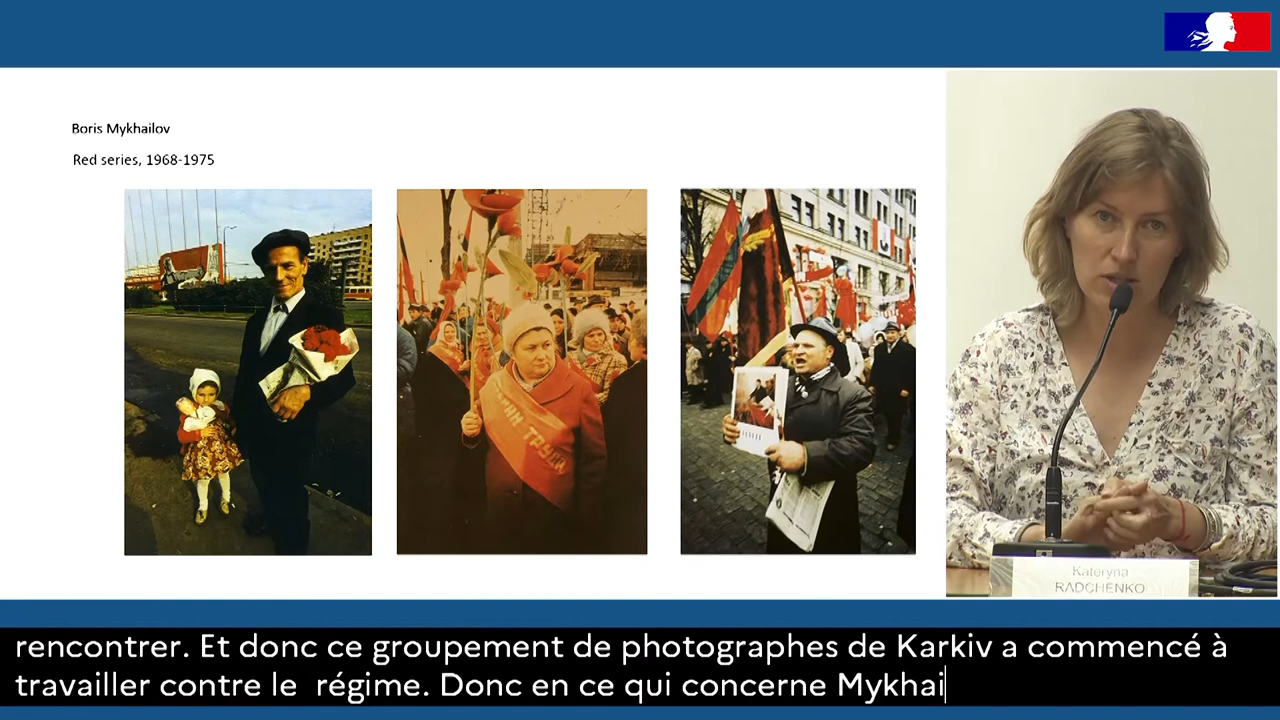 Boris Mykhailov
Red series, 1968-1975
Kateryna
RADCHENKO
rencontrer. Et donc ce groupement de photographes de Karkiv a commencé à
travailler contre le régime. Donc en ce qui concerne Mykhai